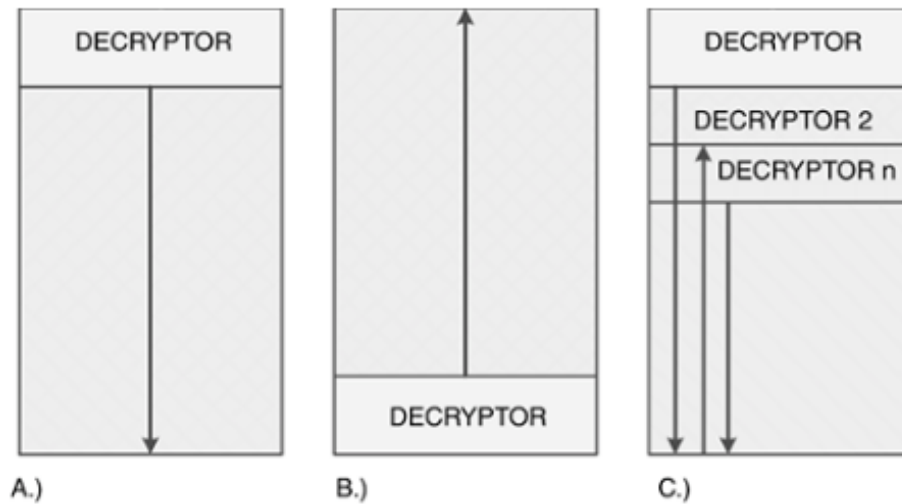 DECRYPTOR
DECRYPTOR
DECRYPTOR 2
DECRYPTOR n
DECRYPTOR
A.)
B.)
C.)